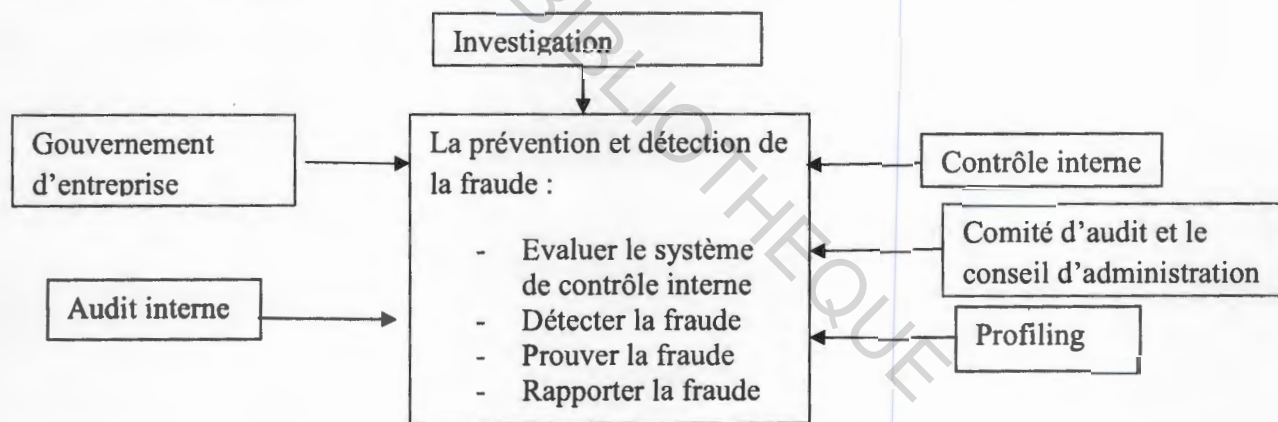 Investigation
Gouvernement
d'entreprise
Audit interne
La prévention et détection de
la fraude :
- Evaluer le système
de contrôle interne
- Détecter la fraude
- Prouver la fraude
- Rapporter la fraude
Contrôle interne
Comité d'audit et le
conseil d'administration
Profiling
BIBLIOTHEQUE